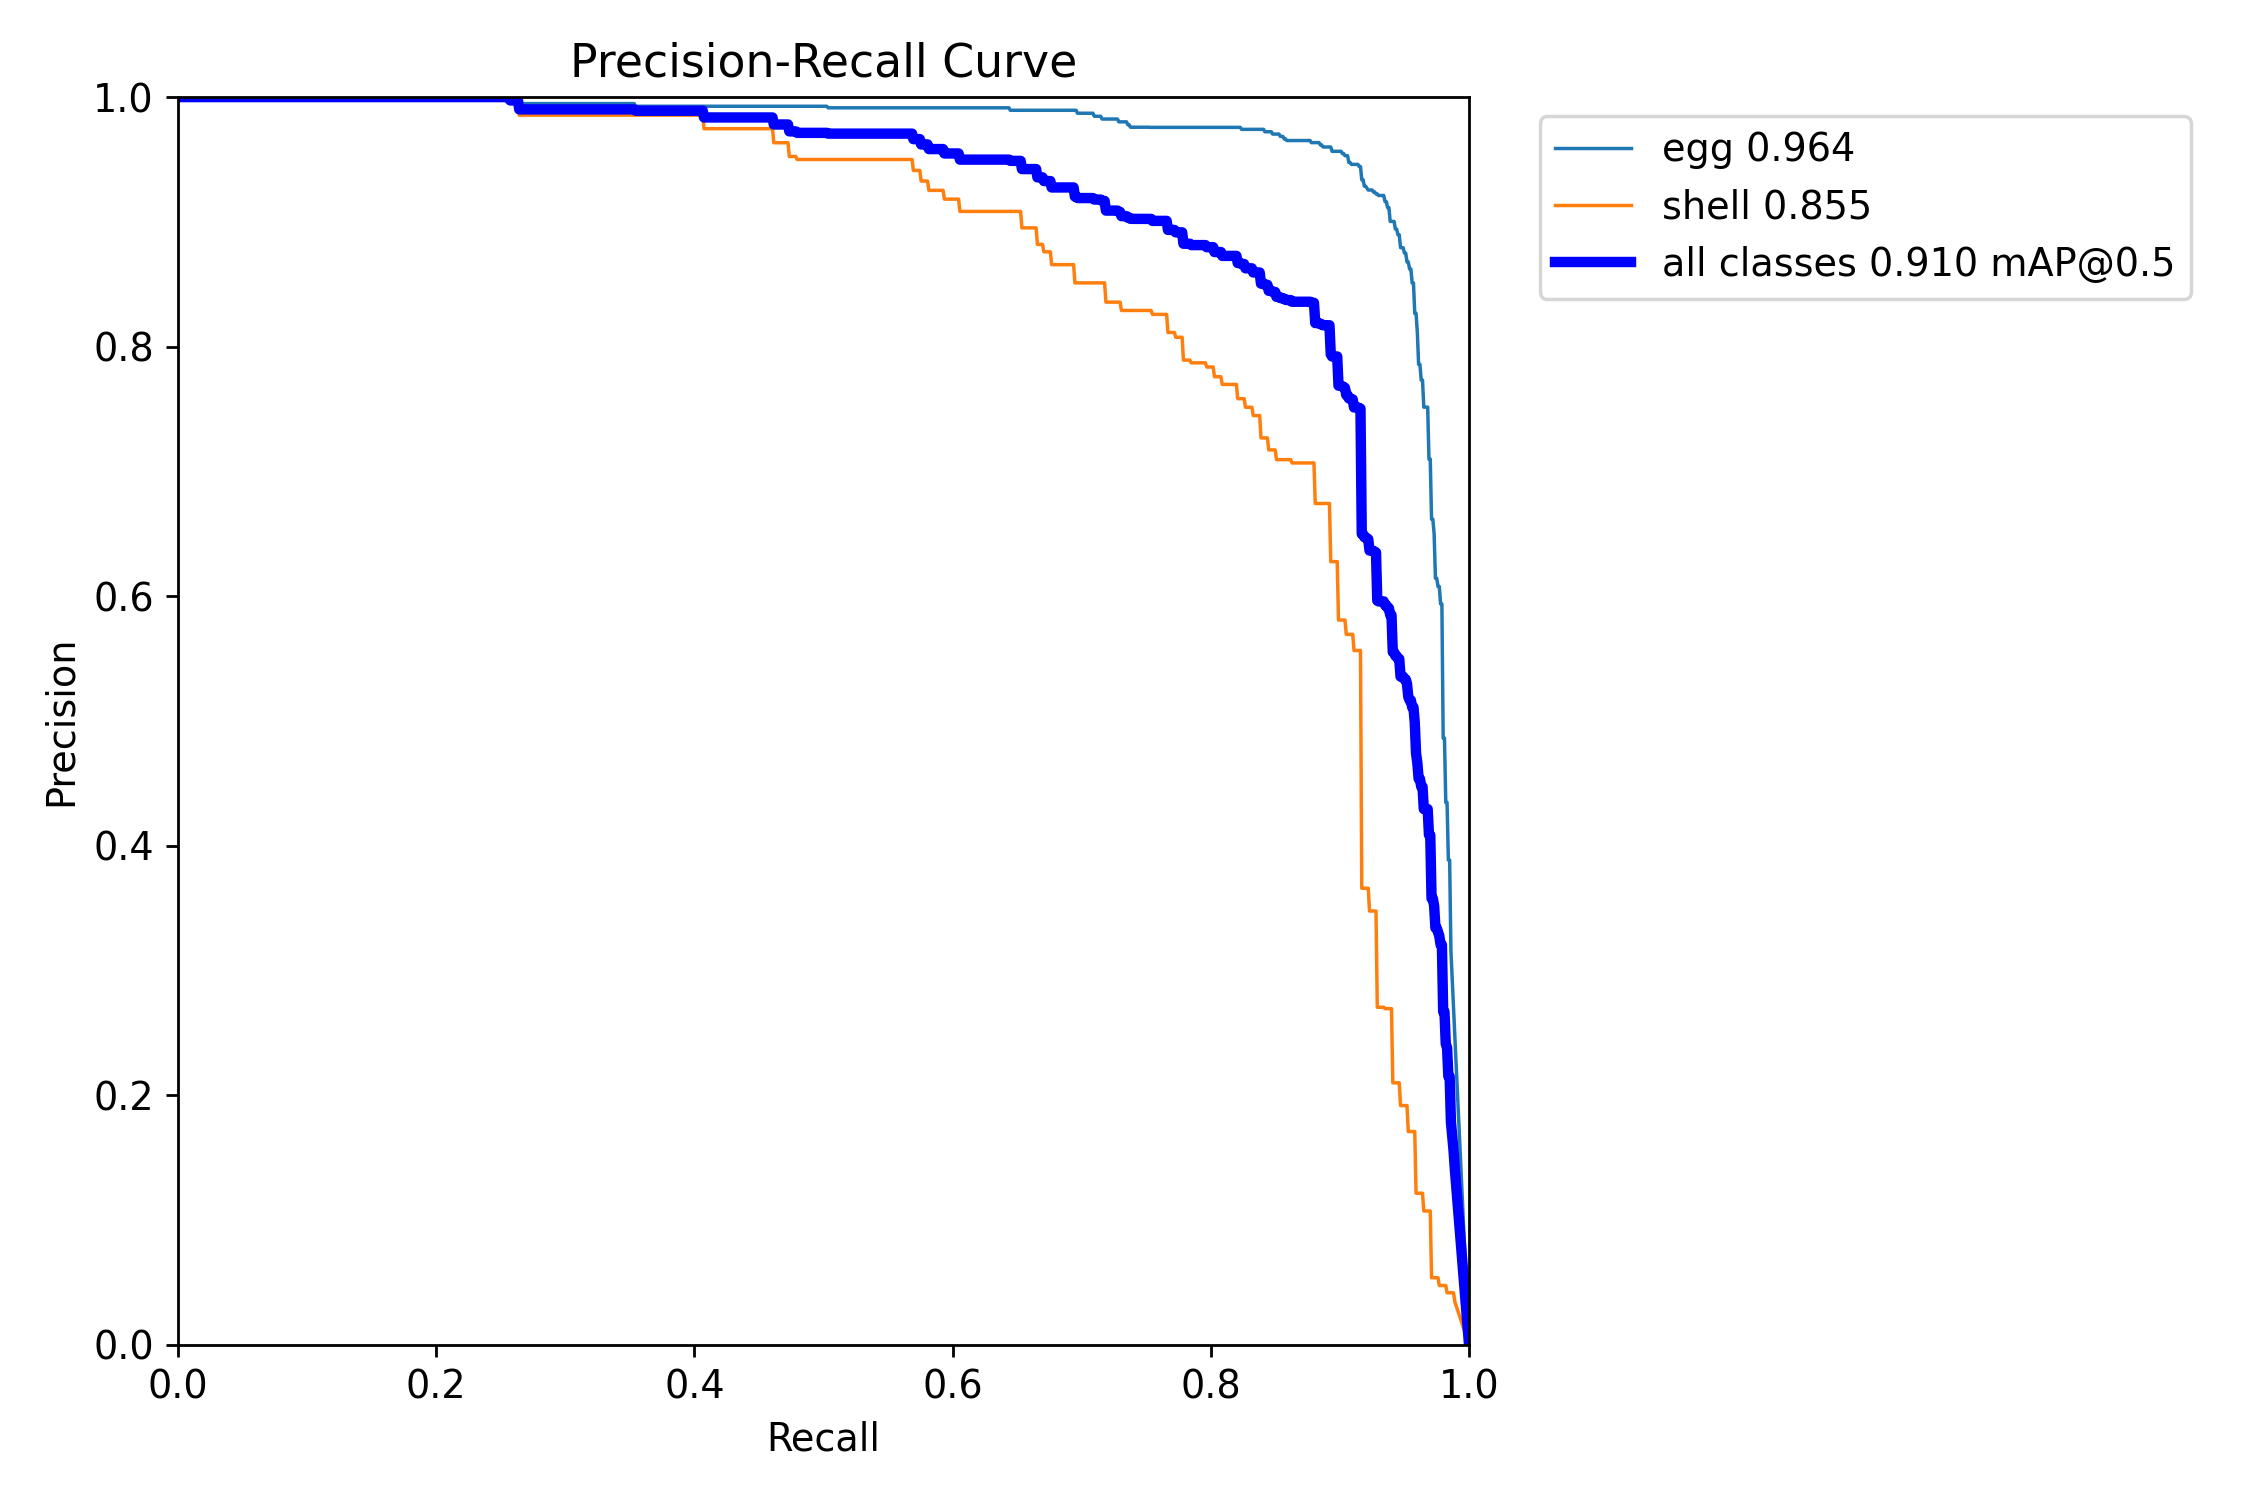 Precision-Recall Curve
egg 0.964
shell 0.855
all classes 0.910 mAP@0.5
Precision
1.0
0.8
0.6
0.4
0.2
0.0
0.0 0.2 0.4 0.6 0.8 1.0
Recall